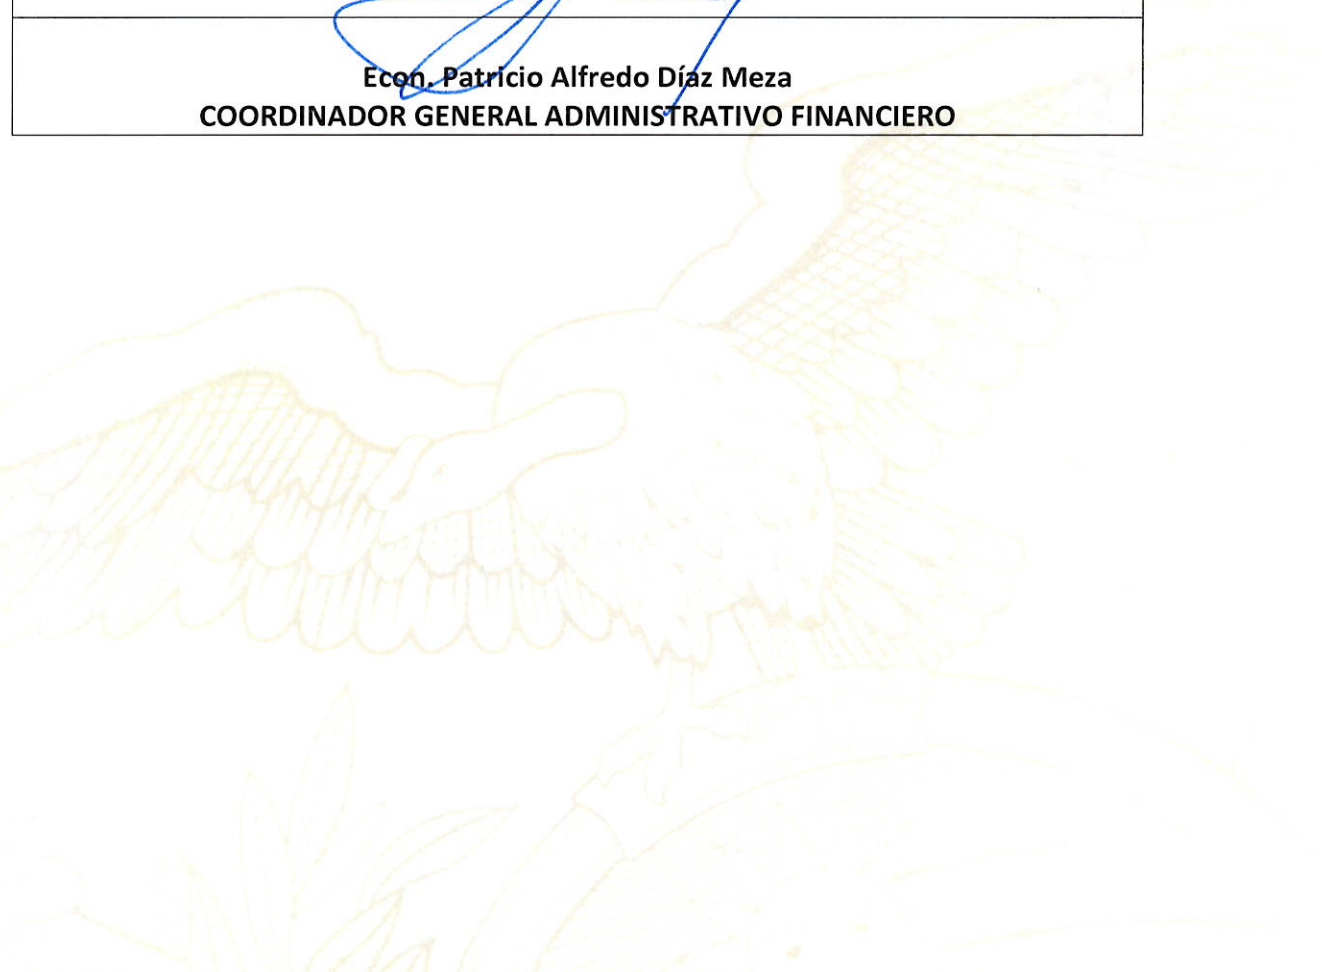 Econ. Patricio Alfredo Díaz Meza
COORDINADOR GENERAL ADMINISTRATIVO FINANCIERO